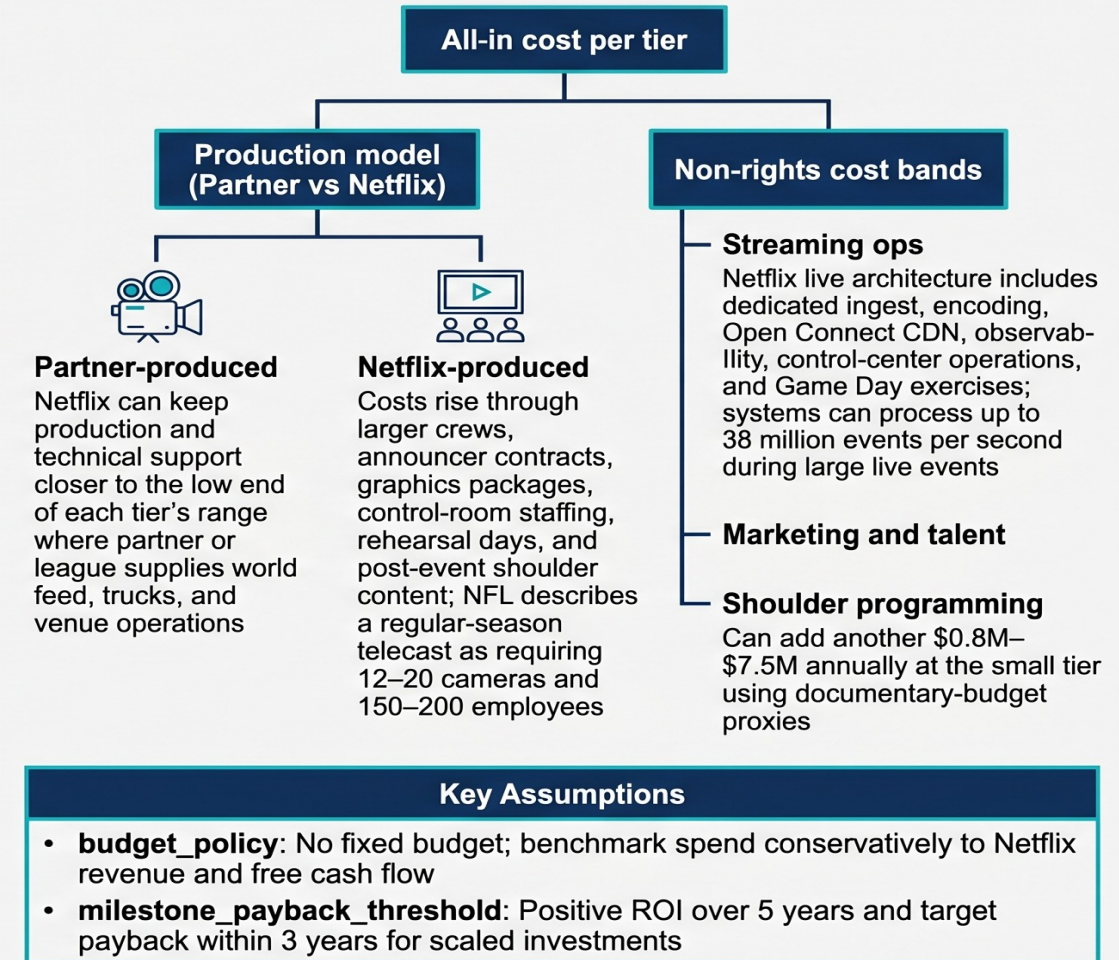 All-in cost per tier
Production model
(Partner vs Netflix)
Non-rights cost bands
Partner-produced
Netflix can keep
production and
technical support
closer to the low end
of each tier’s range
where partner or
league supplies world
feed, trucks, and
venue operations
Netflix-produced
Costs rise through
larger crews,
announcer contracts,
graphics packages,
control-room staffing,
rehearsal days, and
post-event shoulder
content; NFL describes
a regular-season
telecast as requiring
12–20 cameras and
150–200 employees
Streaming ops
Netflix live architecture includes
dedicated ingest, encoding,
Open Connect CDN, observab-
llity, control-center operations,
and Game Day exercises;
systems can process up to
38 million events per second
during large live events
Marketing and talent
Shoulder programming
Can add another $0.8M–
$7.5M annually at the small tier
using documentary-budget
proxies
Key Assumptions
• budget_policy: No fixed budget; benchmark spend conservatively to Netflix
revenue and free cash flow
• milestone_payback_threshold: Positive ROI over 5 years and target
payback within 3 years for scaled investments